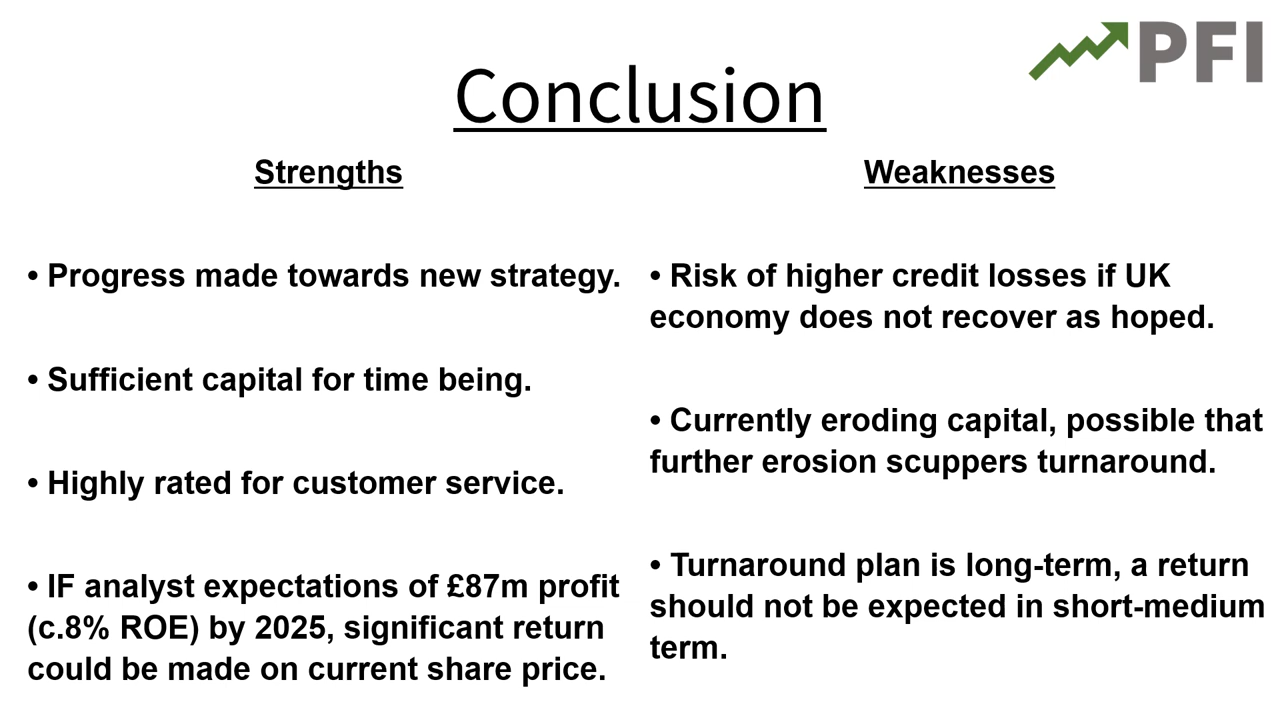 PFI
Conclusion
Strengths
• Progress made towards new strategy.
• Sufficient capital for time being.
• Highly rated for customer service.
• IF analyst expectations of £87m profit
(c.8% ROE) by 2025, significant return
could be made on current share price.
Weaknesses
• Risk of higher credit losses if UK
economy does not recover as hoped.
• Currently eroding capital, possible that
further erosion scuppers turnaround.
• Turnaround plan is long-term, a return
should not be expected in short-medium
term.